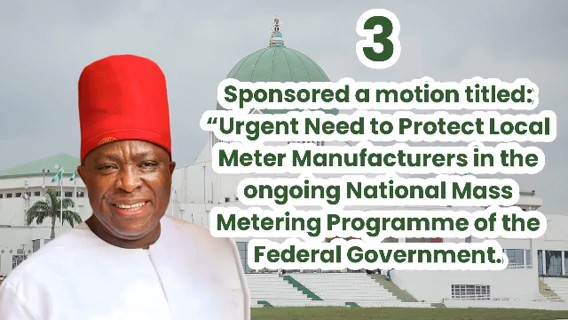 3
Sponsored a motion titled:
“Urgent Need to Protect Local
Meter Manufacturers in the
ongoing National Mass
Metering Programme of the
Federal Government.